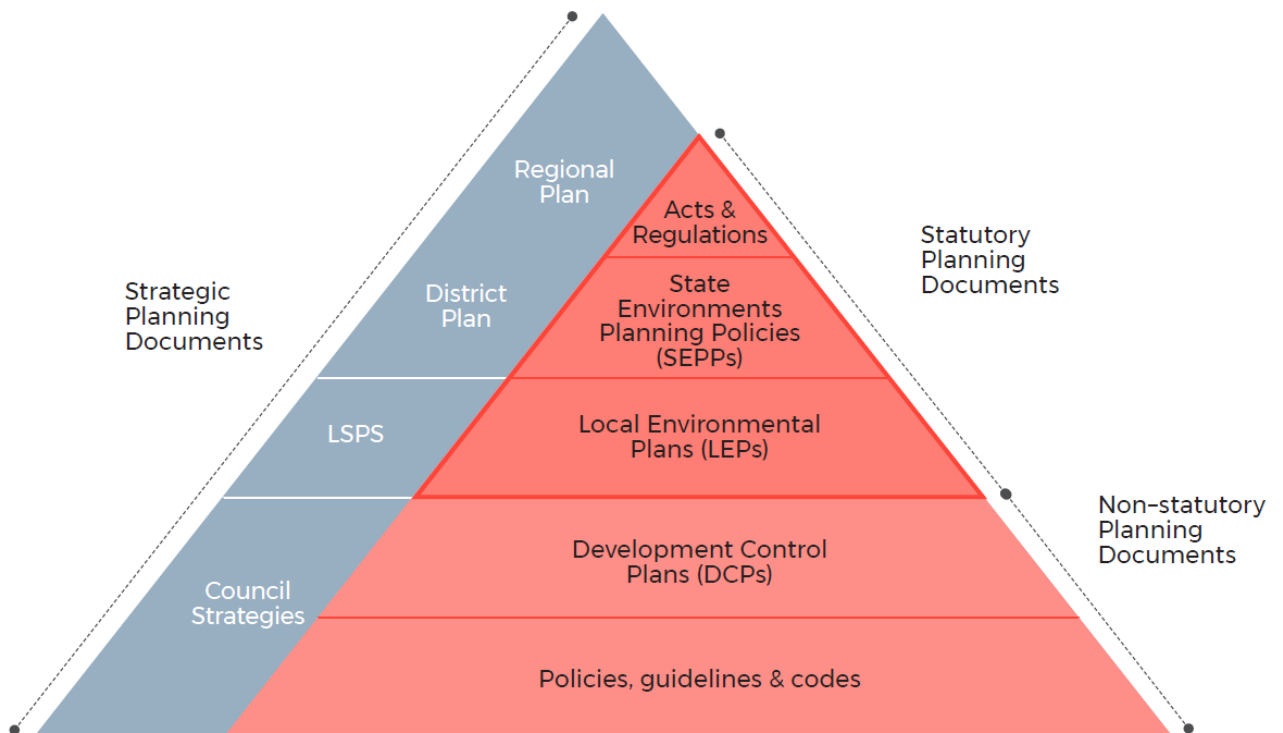 Regional
Plan
Acts &
Regulations
Statutory
Planning
Documents
Strategic
Planning
Documents
District
Plan
State
Environments
Planning Policies
(SEPPs)
LSPS
Local Environmental
Plans (LEPs)
Non-statutory
Planning
Documents
Development Control
Plans (DCPs)
Council
Strategies
Policies, guidelines & codes